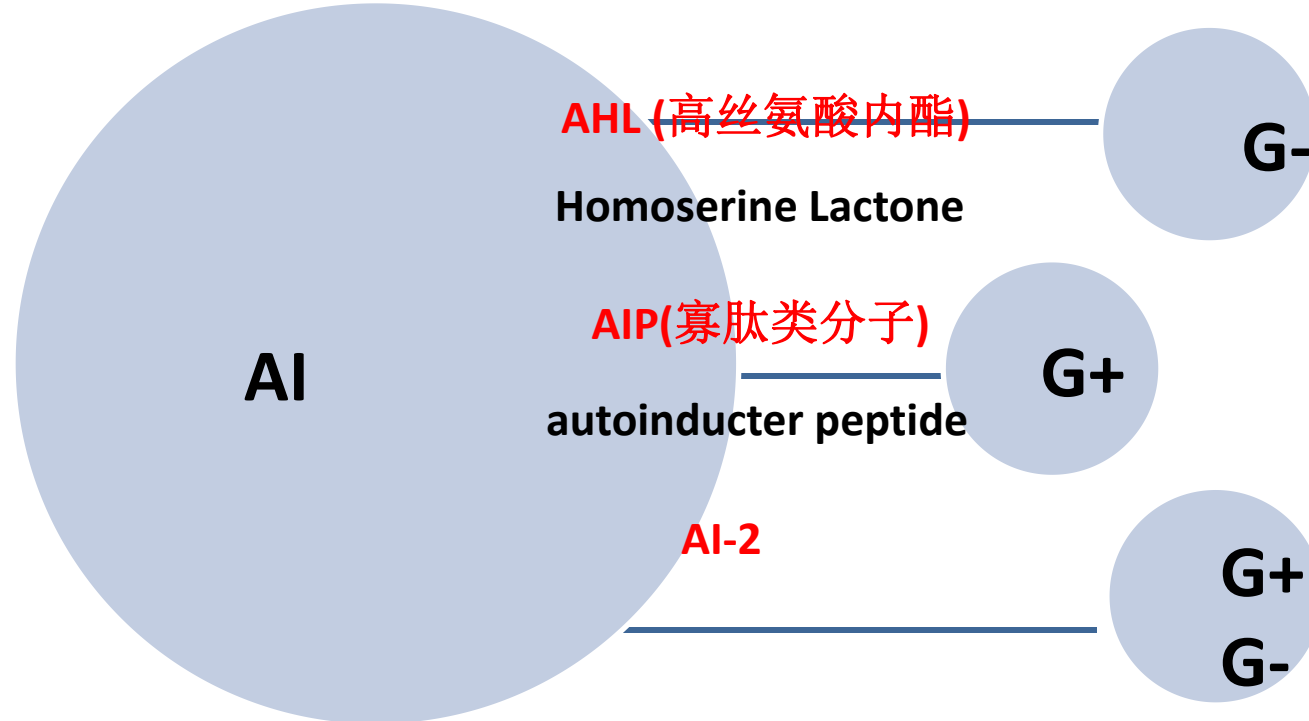 AHL (高丝氨酸内酯)
G-
Homoserine Lactone
AIP(寡肽类分子)
AI
G+
autoinducter peptide
AI-2
G+
G-